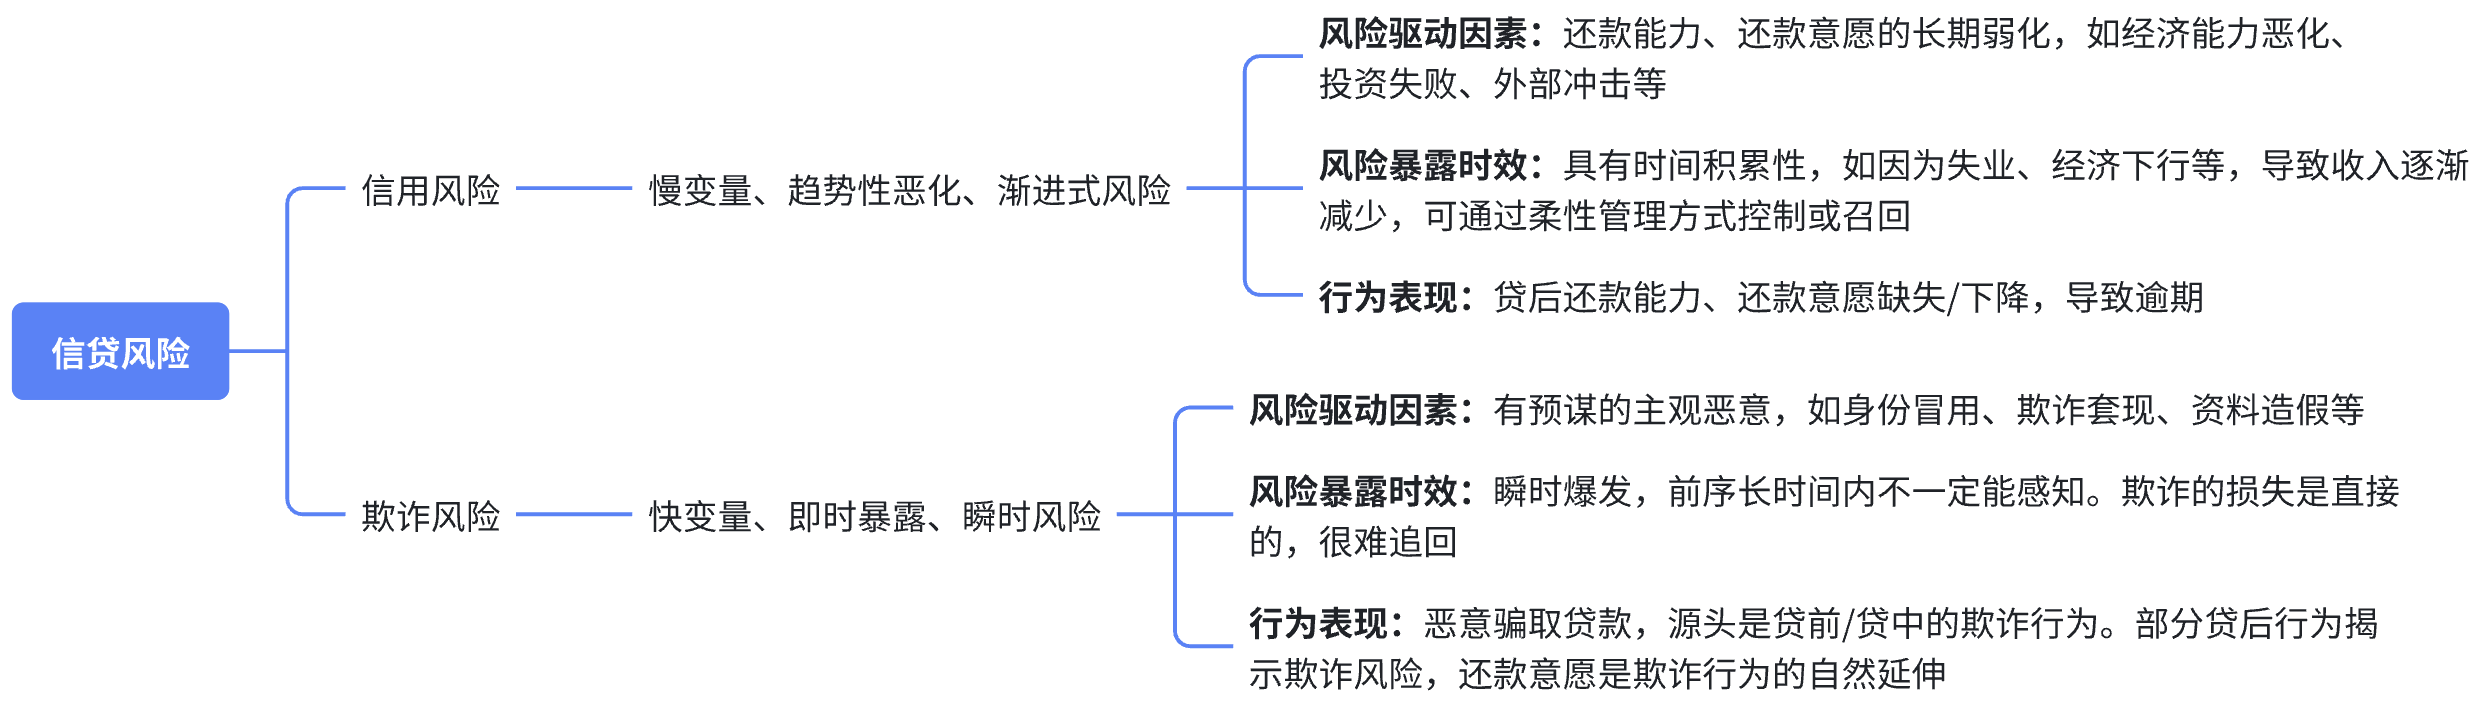 信贷风险
信用风险
慢变量、趋势性恶化、渐进式风险
风险驱动因素：还款能力、还款意愿的长期弱化，如经济能力恶化、
投资失败、外部冲击等
风险暴露时效：具有时间积累性，如因为失业、经济下行等，导致收入逐渐
减少，可通过柔性管理方式控制或召回
行为表现：贷后还款能力、还款意愿缺失/下降，导致逾期
欺诈风险
快变量、即时暴露、瞬时风险
风险驱动因素：有预谋的主观恶意，如身份冒用、欺诈套现、资料造假等
风险暴露时效：瞬时爆发，前序长时间内不一定能感知。欺诈的损失是直接
的，很难追回
行为表现：恶意骗取贷款，源头是贷前/贷中的欺诈行为。部分贷后行为揭
示欺诈风险，还款意愿是欺诈行为的自然延伸